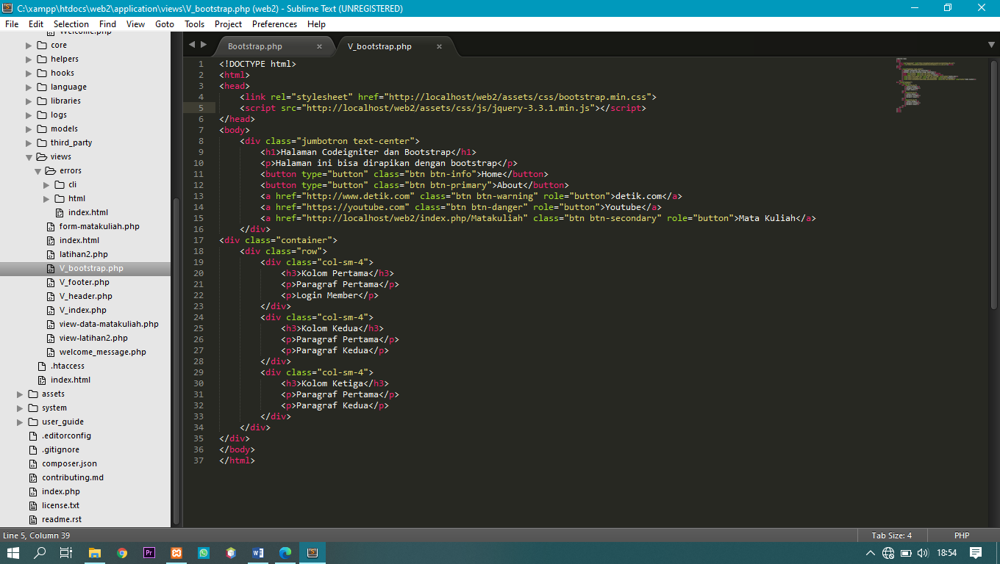 C:\xampp\htdocs\web2\application\views\V_bootstrap.php (web2) - Sublime Text (UNREGISTERED)
File Edit Selection Find View Goto Tools Project Preferences Help
Welcome.php
core
helpers
hooks
language
libraries
logs
models
third_party
views
errors
cli
html
index.html
form-matakuliah.php
index.html
latihan2.php
V_bootstrap.php
V_footer.php
V_header.php
V_index.php
view-data-matakuliah.php
view-latihan2.php
welcome_message.php
.htaccess
index.html
assets
system
user_guide
.editorconfig
.gitignore
composer.json
contributing.md
index.php
license.txt
readme.rst
Bootstrap.php × V_bootstrap.php ×
1 <!DOCTYPE html>
2 <html>
3 <head>
4 <link rel="stylesheet" href="http://localhost/web2/assets/css/bootstrap.min.css">
5 <script src="http://localhost/web2/assets/css/js/jquery-3.3.1.min.js"></script>
6 </head>
7 <body>
8 <div class="jumbotron text-center">
9 <h1>Halaman Codeigniter dan Bootstrap</h1>
10 <p>Halaman ini bisa dirapikan dengan bootstrap</p>
11 <button type="button" class="btn btn-info">Home</button>
12 <button type="button" class="btn btn-primary">About</button>
13 <a href="http://www.detik.com" class="btn btn-warning" role="button">detik.com</a>
14 <a href="https://youtube.com" class="btn btn-danger" role="button">Youtube</a>
15 <a href="http://localhost/web2/index.php/Matakuliah" class="btn btn-secondary" role="button">Mata Kuliah</a>
16 </div>
17 <div class="container">
18 <div class="row">
19 <div class="col-sm-4">
20 <h3>Kolom Pertama</h3>
21 <p>Paragraf Pertama</p>
22 <p>Login Member</p>
23 </div>
24 <div class="col-sm-4">
25 <h3>Kolom Kedua</h3>
26 <p>Paragraf Pertama</p>
27 <p>Paragraf Kedua</p>
28 </div>
29 <div class="col-sm-4">
30 <h3>Kolom Ketiga</h3>
31 <p>Paragraf Pertama</p>
32 <p>Paragraf Kedua</p>
33 </div>
34 </div>
35 </div>
36 </body>
37 </html>
Line 5, Column 39 Tab Size: 4 PHP
Pr
18:54